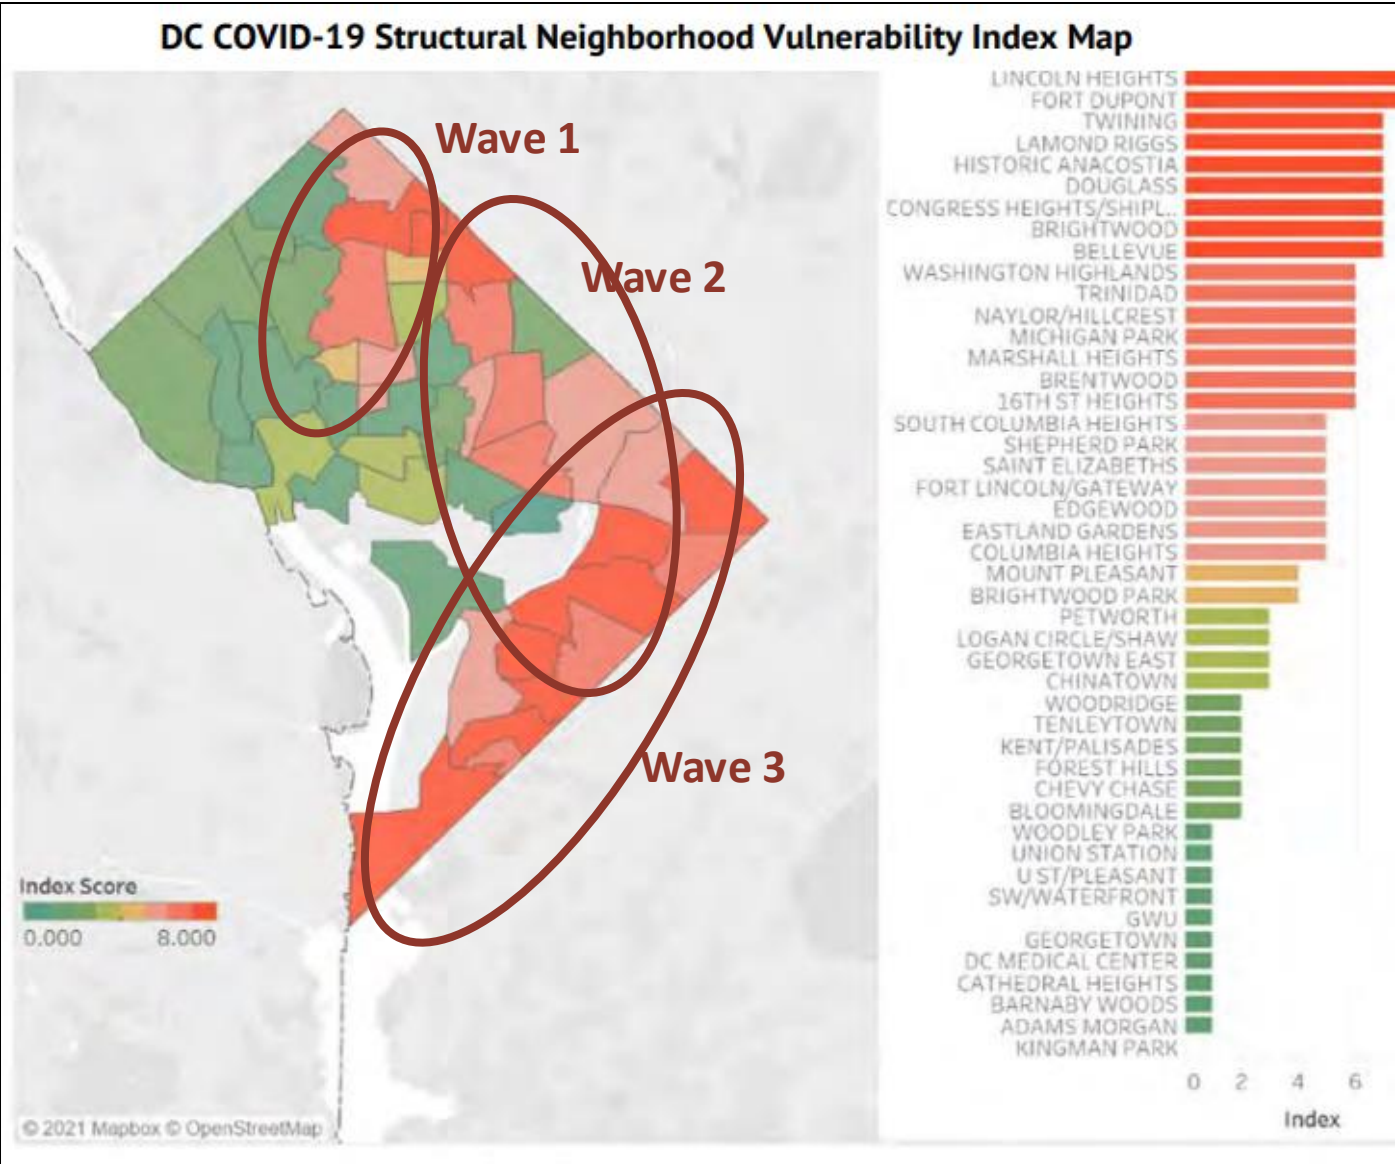 DC COVID-19 Structural Neighborhood Vulnerability Index Map
Wave 1
Wave 2
Wave 3
Index Score
0.000 8.000
© 2021 Mapbox © OpenStreetMap
LINCOLN HEIGHTS
FORT DUPONT
TWINING
LAMOND RIGGS
HISTORIC ANACOSTIA
DOUGLASS
CONGRESS HEIGHTS/SHIPL..
BRIGHTWOOD
BELLEVUE
WASHINGTON HIGHLANDS
TRINIDAD
NAYLOR/HILLCREST
MICHIGAN PARK
MARSHALL HEIGHTS
BRENTWOOD
16TH ST HEIGHTS
SOUTH COLUMBIA HEIGHTS
SHEPHERD PARK
SAINT ELIZABETHS
FORT LINCOLN/GATEWAY
EDGEWOOD
EASTLAND GARDENS
COLUMBIA HEIGHTS
MOUNT PLEASANT
BRIGHTWOOD PARK
PETWORTH
LOGAN CIRCLE/SHAW
GEORGETOWN EAST
CHINATOWN
WOODRIDGE
TENLEYTOWN
KENT/PALISADES
FOREST HILLS
CHEVY CHASE
BLOOMINGDALE
WOODLEY PARK
UNION STATION
U ST/PLEASANT
SW/WATERFRONT
GWU
GEORGETOWN
DC MEDICAL CENTER
CATHEDRAL HEIGHTS
BARNABY WOODS
ADAMS MORGAN
KINGMAN PARK
0 2 4 6
Index